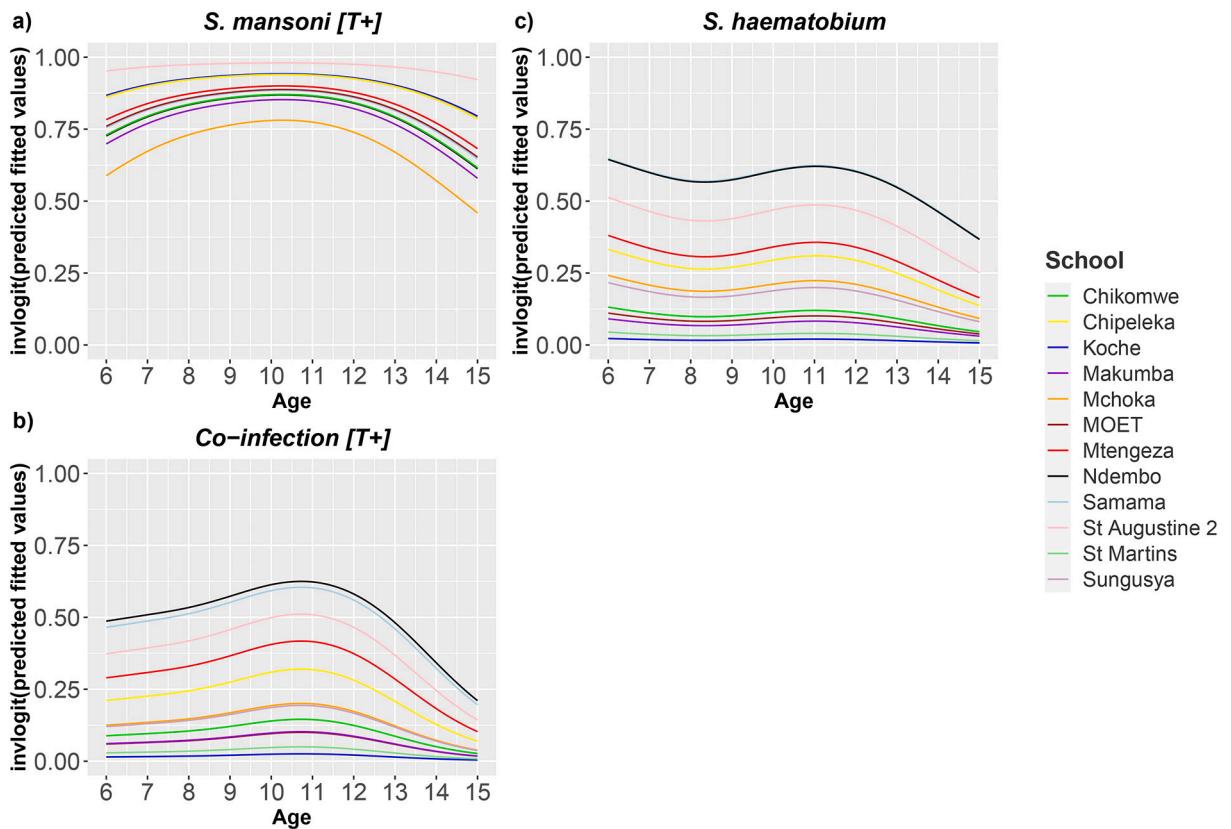 a)
S. mansoni [T+]
invlogit(predicted fitted values)
1.00
0.75
0.50
0.25
0.00
6 7 8 9 10 11 12 13 14 15
Age
c)
S. haematobium
invlogit(predicted fitted values)
1.00
0.75
0.50
0.25
0.00
6 7 8 9 10 11 12 13 14 15
Age
b)
Co−infection [T+]
invlogit(predicted fitted values)
1.00
0.75
0.50
0.25
0.00
6 7 8 9 10 11 12 13 14 15
Age
School
Chikomwe
Chipeleka
Koche
Makumba
Mchoka
MOET
Mtengeza
Ndembo
Samama
St Augustine 2
St Martins
Sungusya